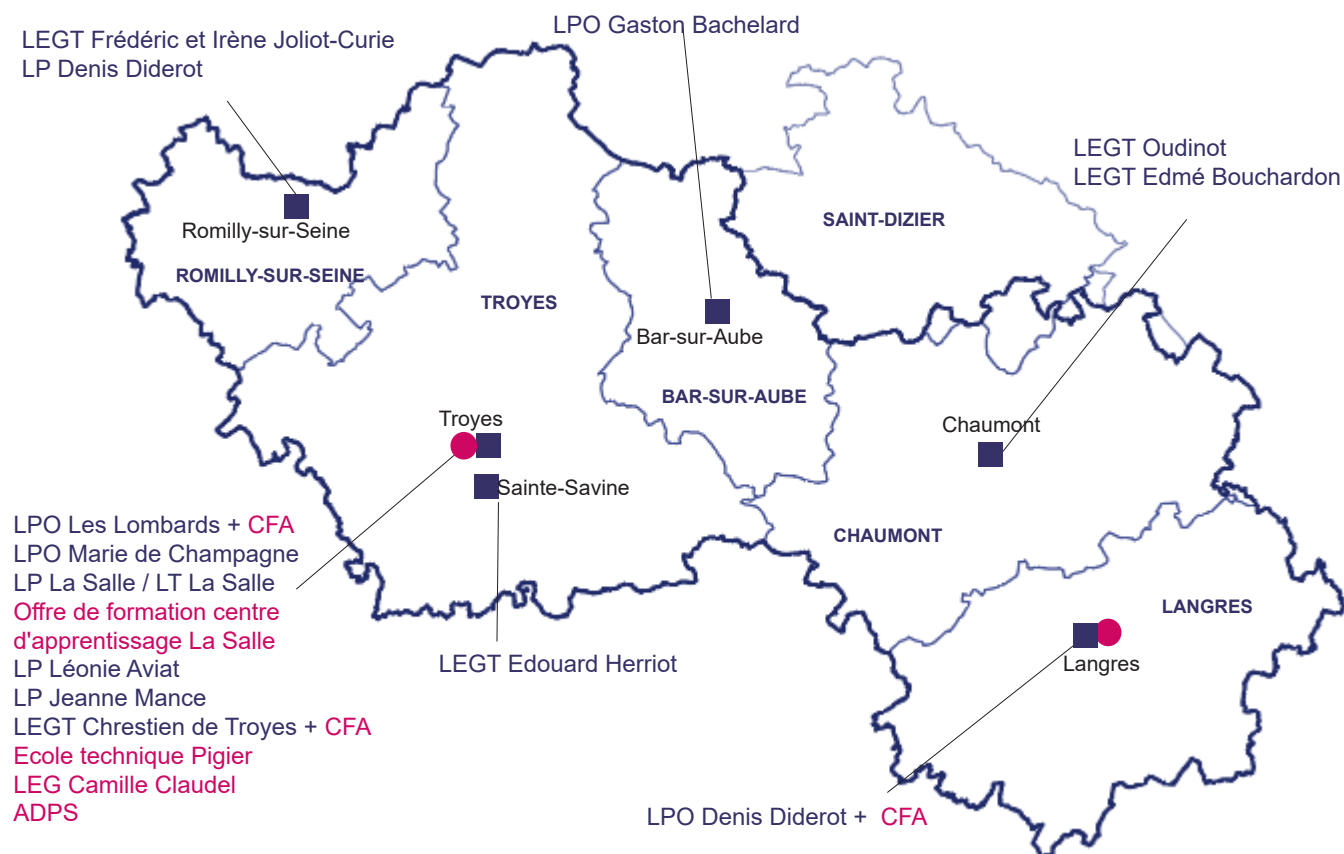 LPO Gaston Bachelard
LEGT Frédéric et Irène Joliot-Curie
LP Denis Diderot
LEGT Oudinot
LEGT Edmé Bouchardon
SAINT-DIZIER
Romilly-sur-Seine
ROMILLY-SUR-SEINE
TROYES
Bar-sur-Aube
BAR-SUR-AUBE
Troyes
Chaumont
Sainte-Savine
CHAUMONT
LPO Les Lombards + CFA
LPO Marie de Champagne
LP La Salle / LT La Salle
Offre de formation centre
d'apprentissage La Salle
LP Léonie Aviat
LP Jeanne Mance
LEGT Chrestien de Troyes + CFA
Ecole technique Pigier
LEG Camille Claudel
ADPS
LEGT Edouard Herriot
LANGRES
Langres
LPO Denis Diderot + CFA